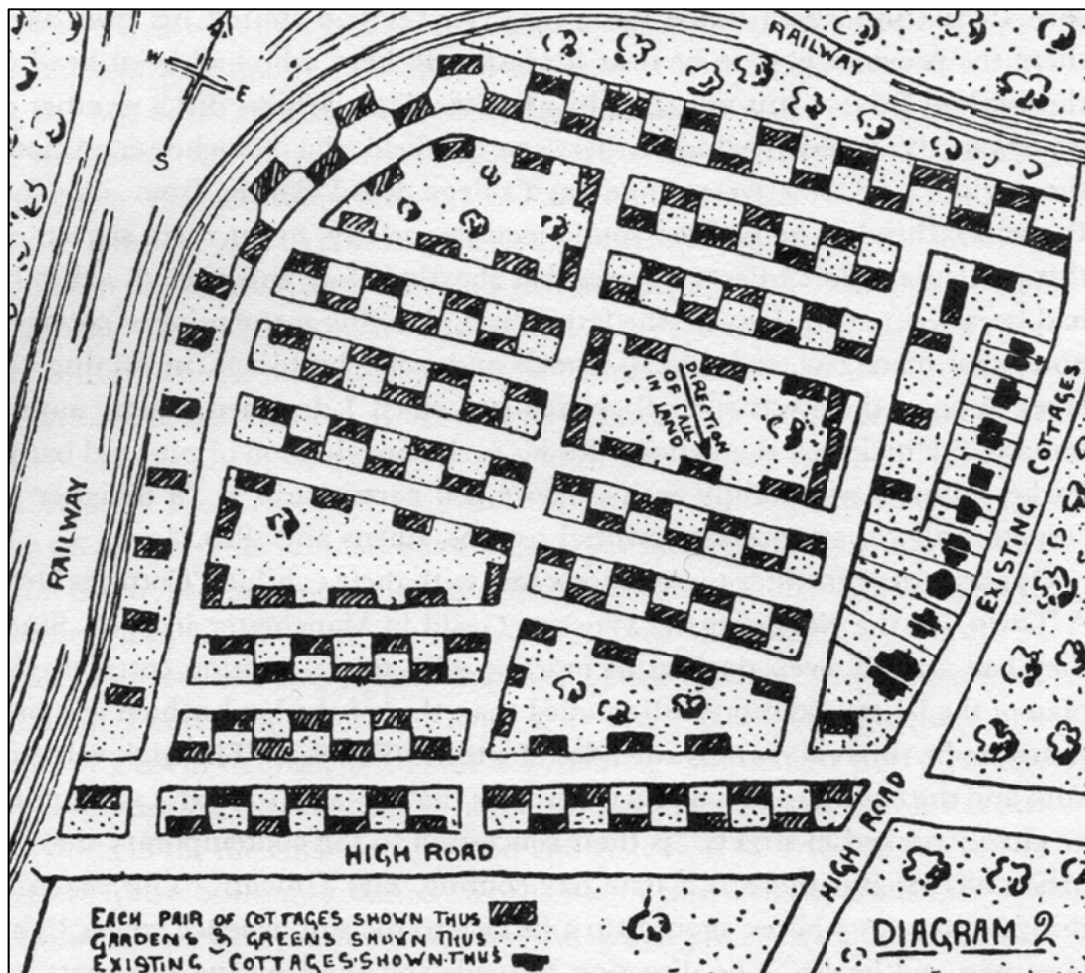 RAILWAY
W
E
S
DIRECTION
OF FALL
IN LAND
EXISTING COTTAGES
RAILWAY
HIGH ROAD
HIGH ROAD
EACH PAIR OF COTTAGES SHOWN THUS
GARDENS & GREENS SHOWN THUS
EXISTING COTTAGES·SHOWN·THUS
DIAGRAM 2